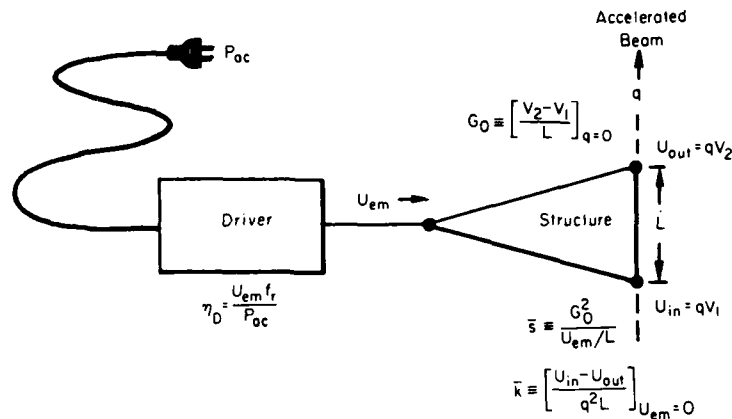 Accelerated
Beam
P_ac
q
G_0 ≡ [(V_2 – V_1)/L]_{q=0}
U_out = qV_2
U_em →
Driver
Structure
L
η_D = U_em f_r / P_ac
U_in = qV_1
s̄ ≡ G_0^2 / (U_em/L)
k̄ ≡ [(U_in – U_out)/(q^2 L)]_{U_em=0}